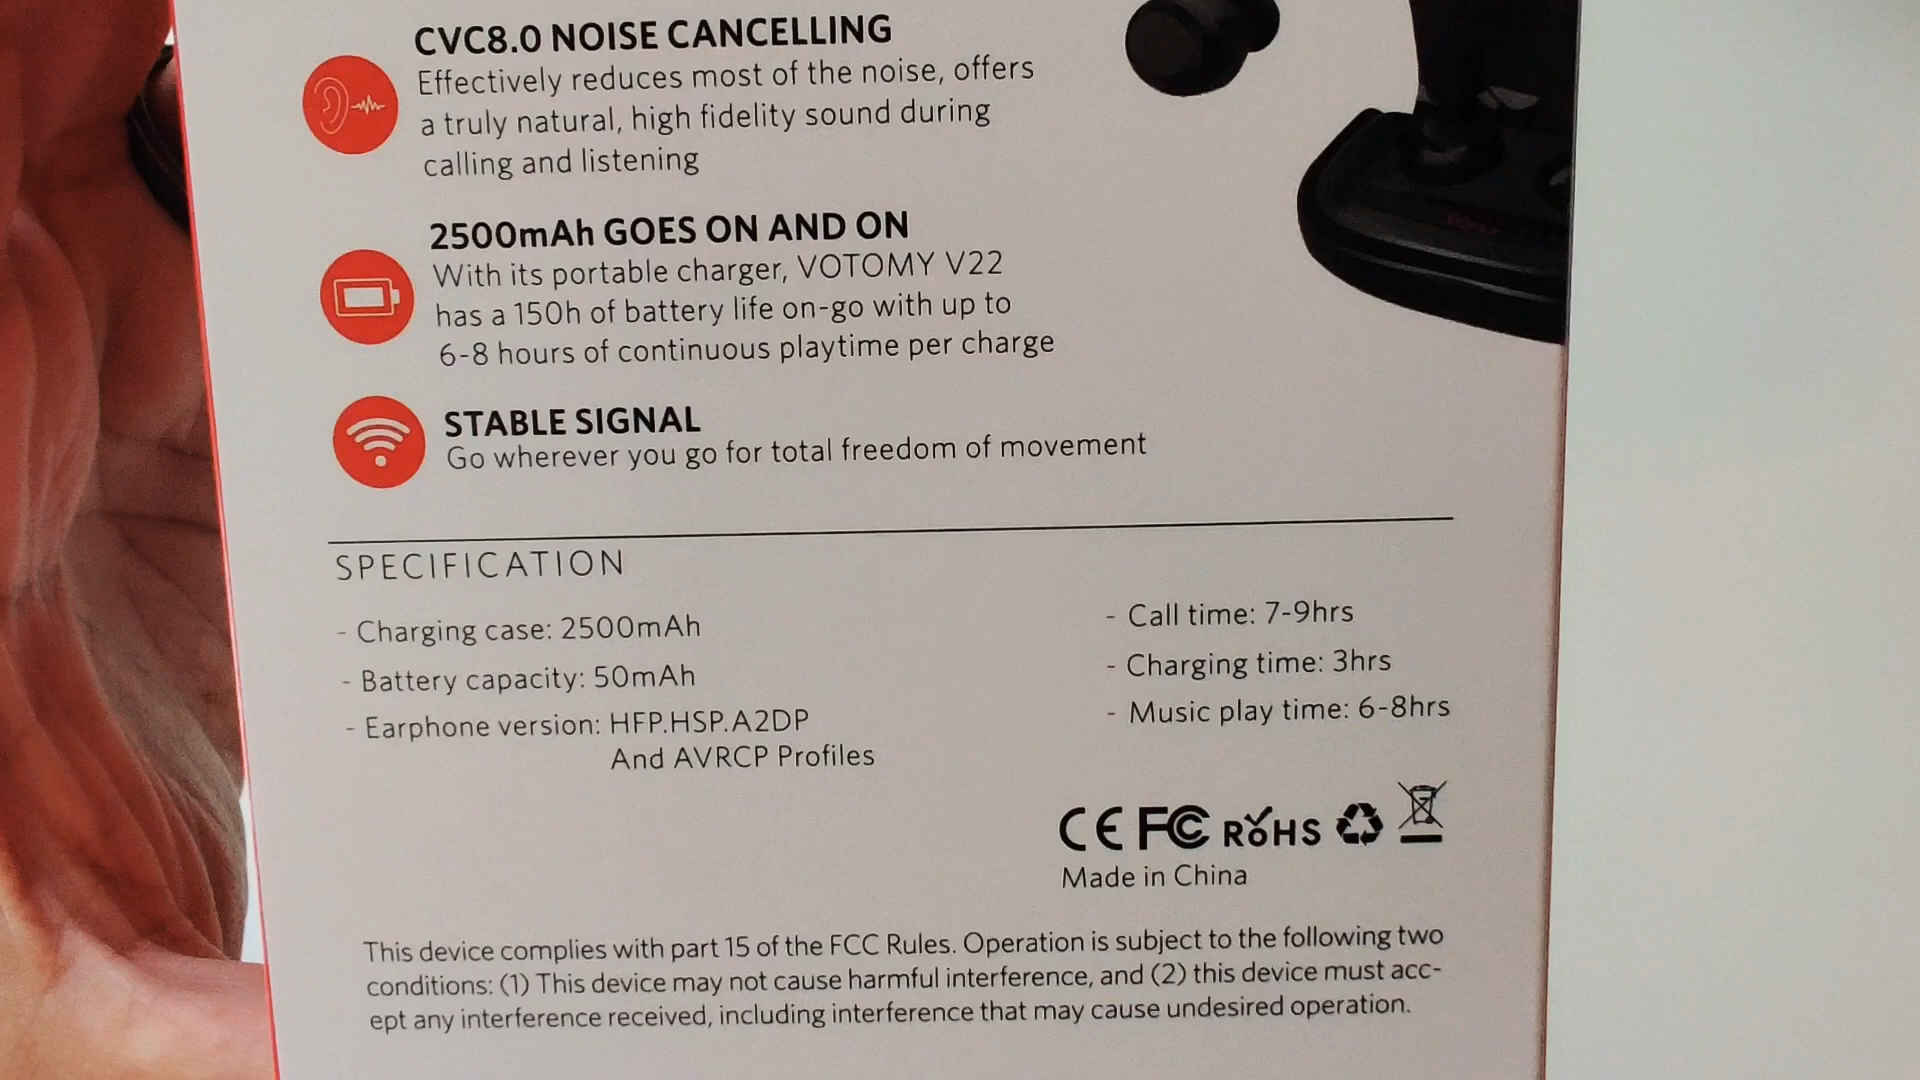 CVC8.0 NOISE CANCELLING
Effectively reduces most of the noise, offers
a truly natural, high fidelity sound during
calling and listening
2500mAh GOES ON AND ON
With its portable charger, VOTOMY V22
has a 150h of battery life on-go with up to
6-8 hours of continuous playtime per charge
STABLE SIGNAL
Go wherever you go for total freedom of movement
SPECIFICATION
- Charging case: 2500mAh
- Battery capacity: 50mAh
- Earphone version: HFP.HSP.A2DP
And AVRCP Profiles
- Call time: 7-9hrs
- Charging time: 3hrs
- Music play time: 6-8hrs
CE FC RoHS
Made in China
This device complies with part 15 of the FCC Rules. Operation is subject to the following two
conditions: (1) This device may not cause harmful interference, and (2) this device must acc-
ept any interference received, including interference that may cause undesired operation.